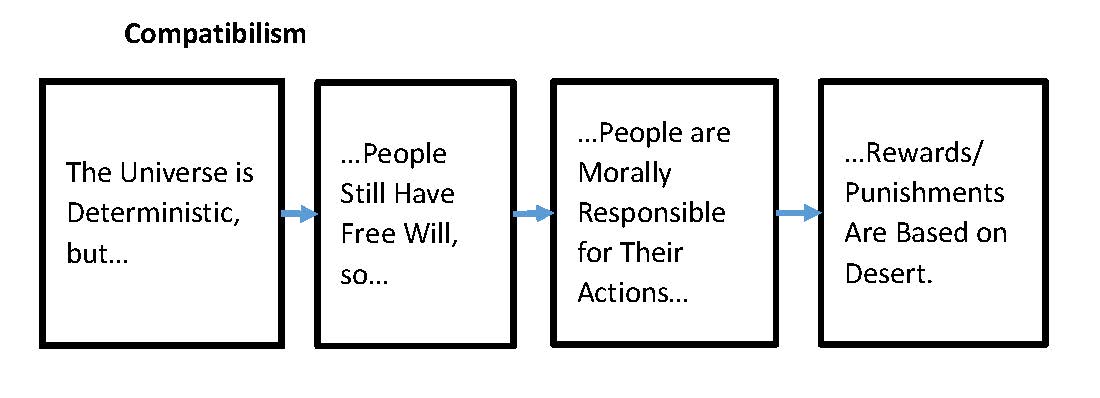 Compatibilism
The Universe is
Deterministic,
but…
…People
Still Have
Free Will,
so…
…People are
Morally
Responsible
for Their
Actions…
…Rewards/
Punishments
Are Based on
Desert.